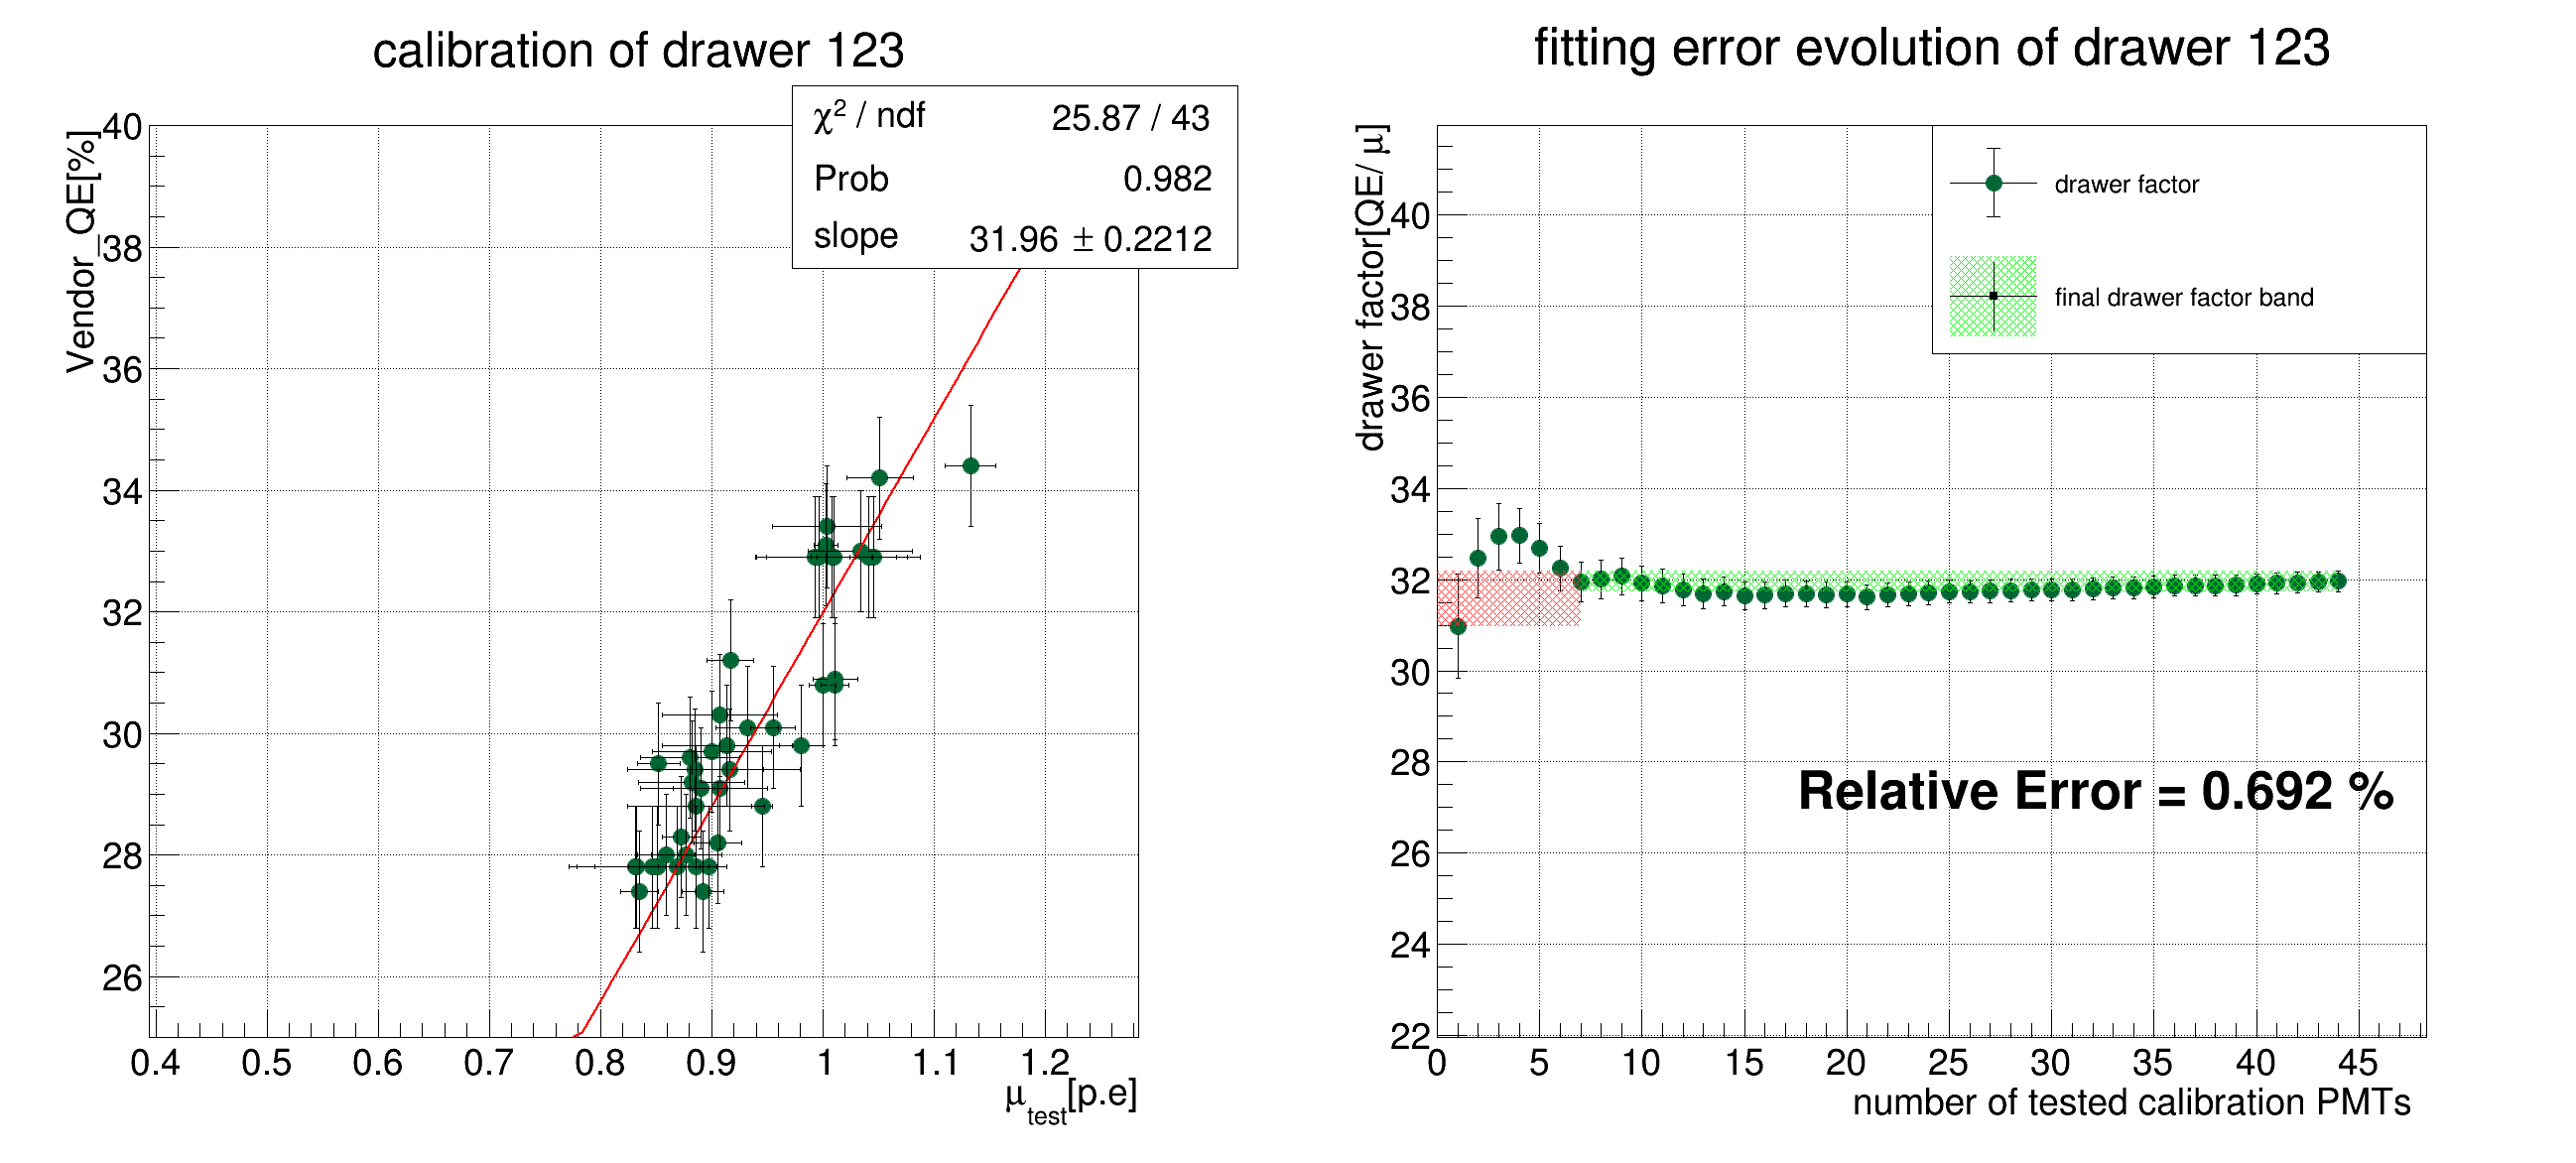 calibration of drawer 123
χ² / ndf 25.87 / 43
Prob 0.982
slope 31.96 ± 0.2212
Vendor_QE[%]
40
38
36
34
32
30
28
26
0.4 0.5 0.6 0.7 0.8 0.9 1 1.1 1.2
μtest[p.e]
fitting error evolution of drawer 123
drawer factor[QE/ μ]
drawer factor
final drawer factor band
40
38
36
34
32
30
28
26
24
22
Relative Error = 0.692 %
0 5 10 15 20 25 30 35 40 45
number of tested calibration PMTs